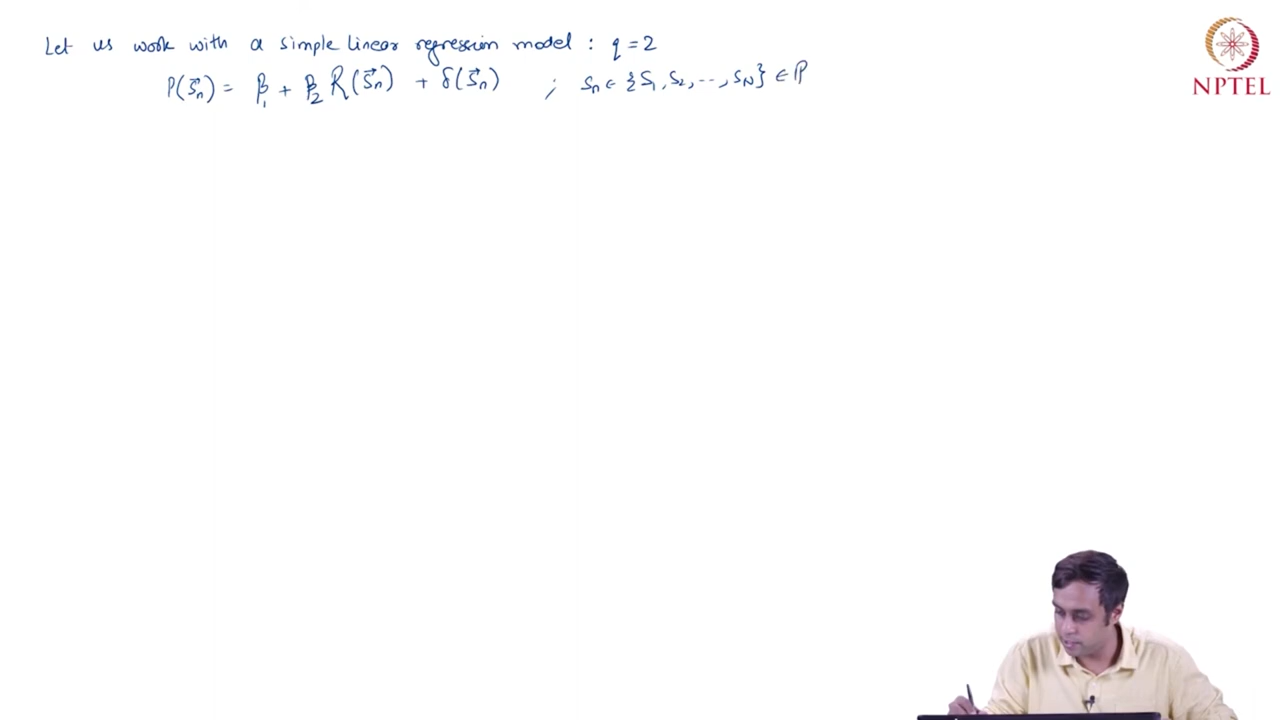 Let us work with a simple linear regression model : q = 2
P(s⃗n) = β1 + β2 R(s⃗n) + δ(s⃗n) ; sn ∈ {s1, s2, ..., sN} ∈ P
NPTEL